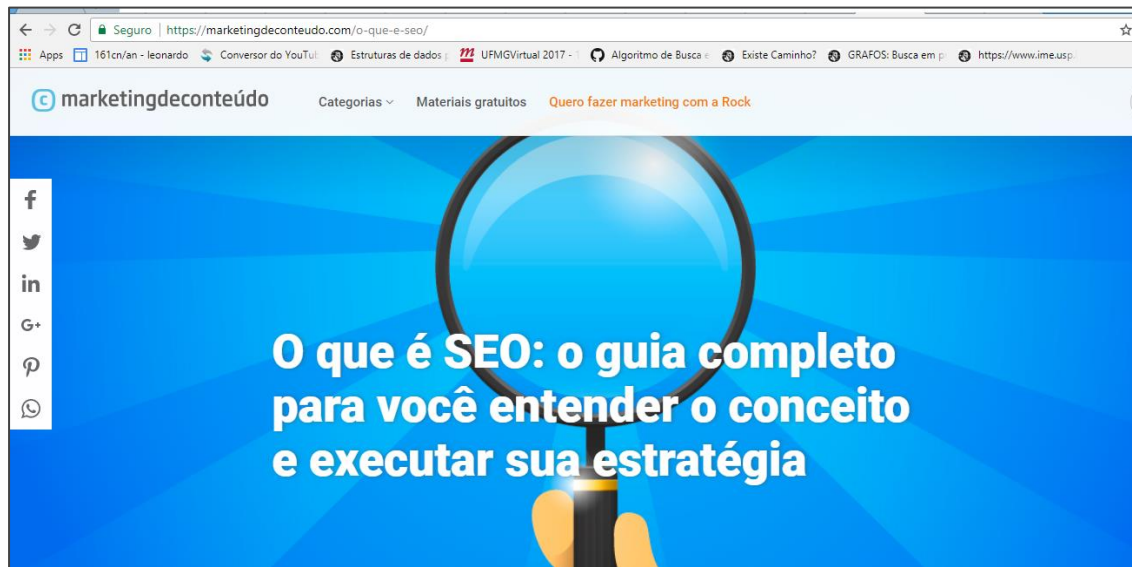 Seguro | https://marketingdeconteudo.com/o-que-e-seo/
Apps 161cn/an - leonardo Conversor do YouTu Estruturas de dados UFMGVirtual 2017 - Algoritmo de Busca Existe Caminho? GRAFOS: Busca em https://www.ime.usp.
marketingdeconteúdo Categorias Materiais gratuitos Quero fazer marketing com a Rock
O que é SEO: o guia completo
para você entender o conceito
e executar sua estratégia